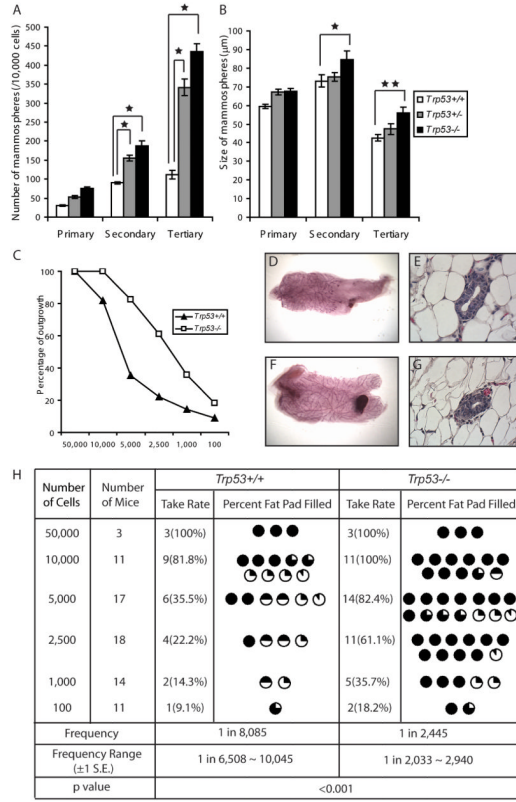 A
Number of mammospheres (/10,000 cells)
500
450
400
350
300
250
200
150
100
50
0
Primary Secondary Tertiary
B
Size of mammospheres (μm)
100
90
80
70
60
50
40
30
20
10
0
Primary Secondary Tertiary
Trp53+/+
Trp53+/-
Trp53-/-
C
Percentage of outgrowth
100
80
60
40
20
0
50,000 10,000 5,000 2,500 1,000 100
Trp53+/+
Trp53-/-
D
E
F
G
H
Number of Cells Number of Mice Trp53+/+ Trp53-/-
Take Rate Percent Fat Pad Filled Take Rate Percent Fat Pad Filled
50,000 3 3(100%) 3(100%)
10,000 11 9(81.8%) 11(100%)
5,000 17 6(35.5%) 14(82.4%)
2,500 18 4(22.2%) 11(61.1%)
1,000 14 2(14.3%) 5(35.7%)
100 11 1(9.1%) 2(18.2%)
Frequency 1 in 8,085 1 in 2,445
Frequency Range (±1 S.E.) 1 in 6,508 ~ 10,045 1 in 2,033 ~ 2,940
p value <0.001